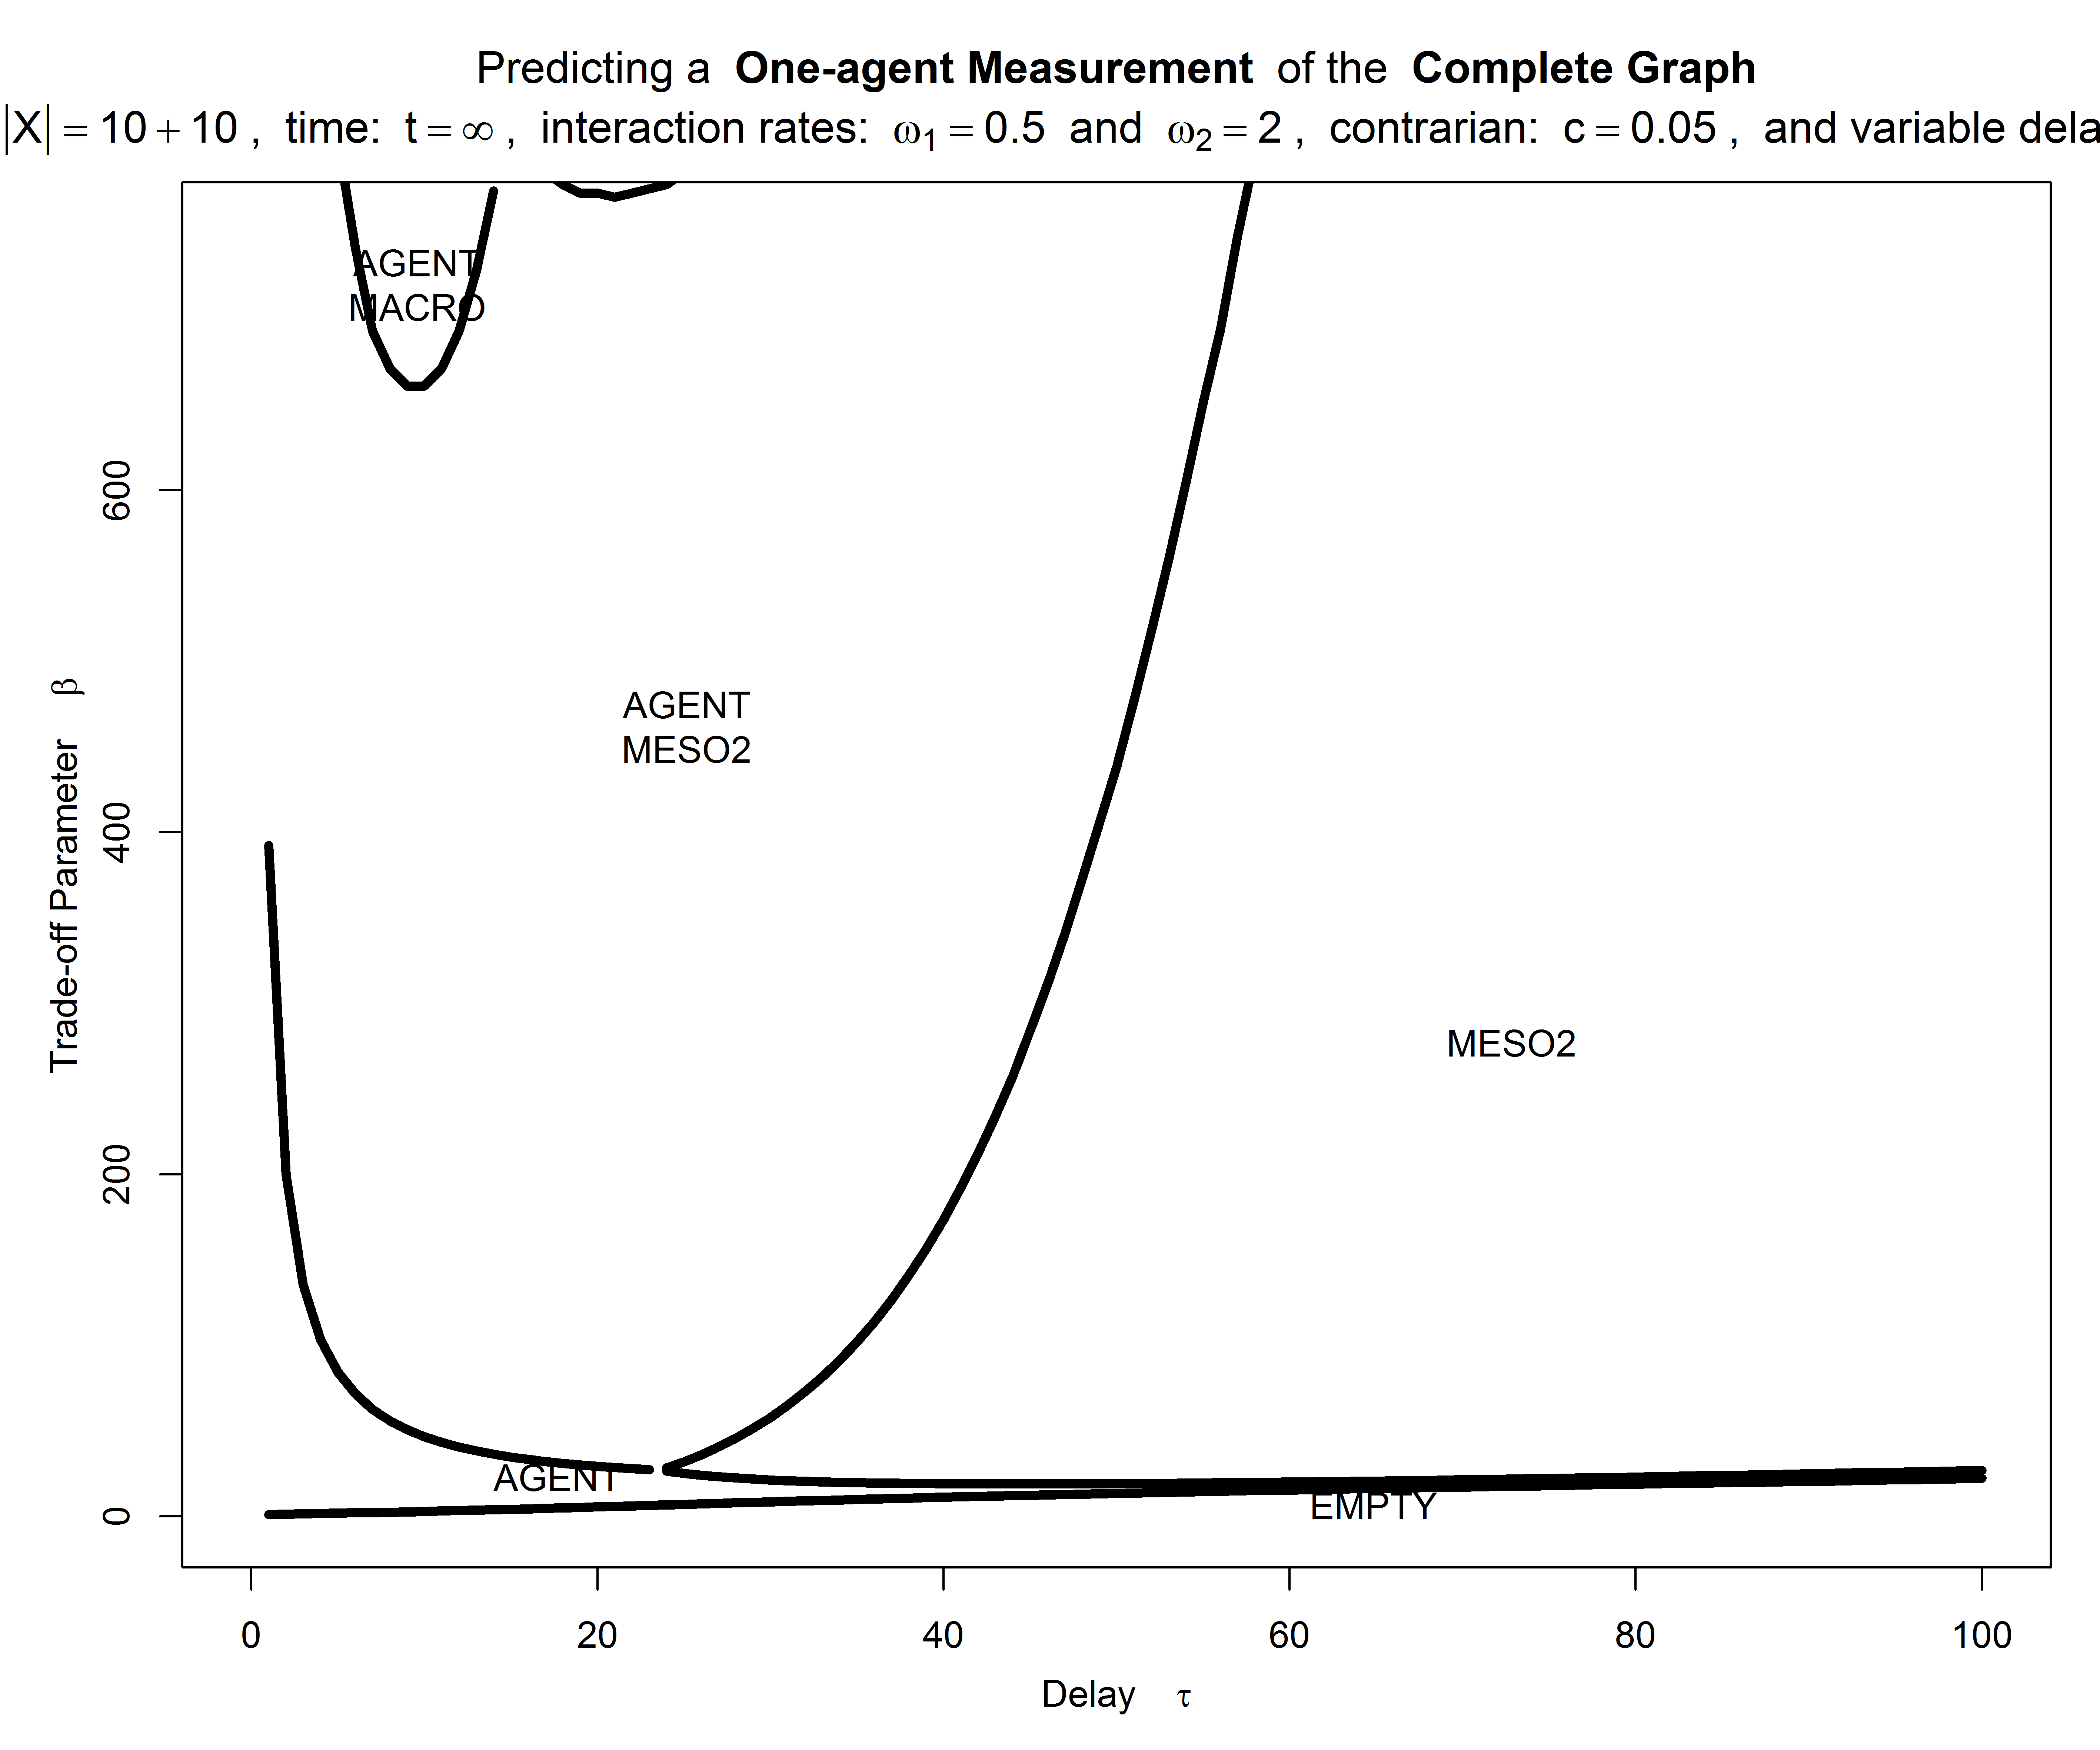 Predicting a One-agent Measurement of the Complete Graph
|X| = 10 + 10 , time: t = ∞ , interaction rates: ω1 = 0.5 and ω2 = 2 , contrarian: c = 0.05 , and variable dela
AGENT
MACRO
600
AGENT
MESO2
Trade-off Parameter β
400
MESO2
200
AGENT
EMPTY
0
0 20 40 60 80 100
Delay τ